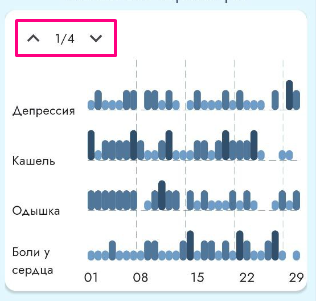 1/4
Депрессия
Кашель
Одышка
Боли у
сердца
01 08 15 22 29